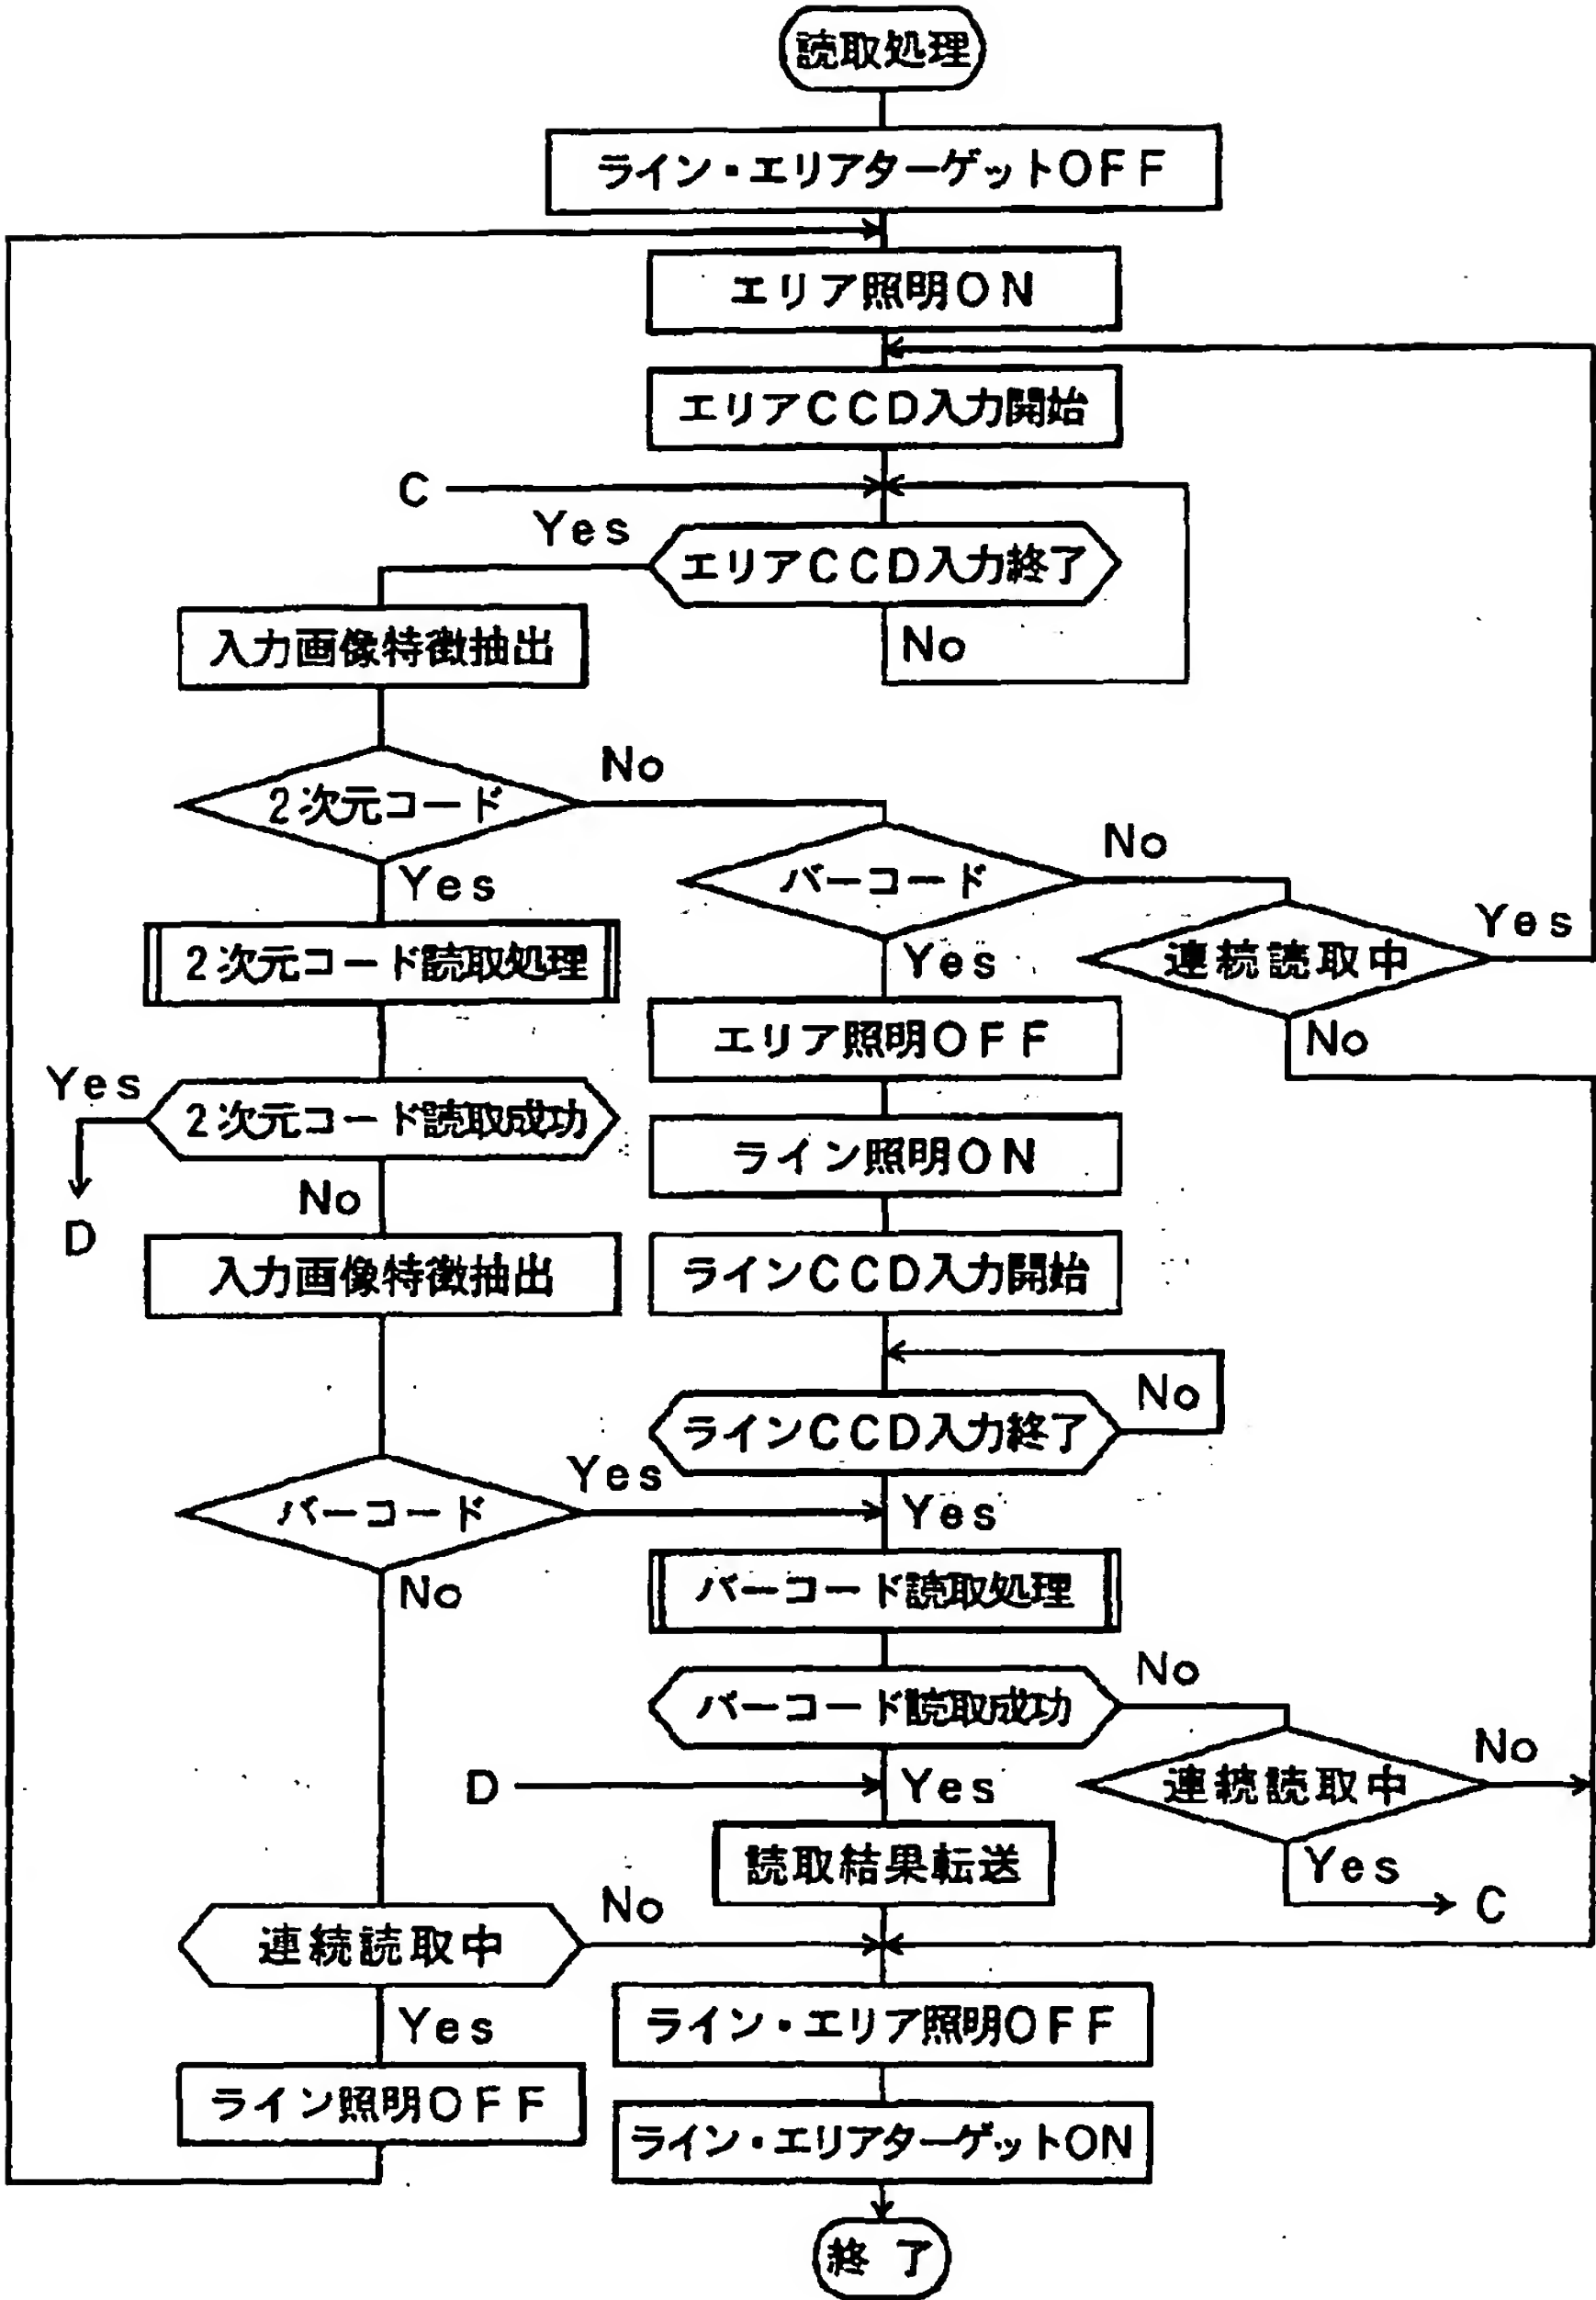 読取処理
ライン・エリアターゲットOFF
エリア照明ON
エリアCCD入力開始
C
Yes
エリアCCD入力終了
No
入力画像特徴抽出
2次元コード
No
Yes
バーコード
No
Yes
連続読取中
Yes
No
2次元コード読取処理
エリア照明OFF
Yes
2次元コード読取成功
No
D
ライン照明ON
入力画像特徴抽出
ラインCCD入力開始
No
ラインCCD入力終了
Yes
バーコード
Yes
No
バーコード読取処理
バーコード読取成功
No
D
Yes
連続読取中
No
Yes
C
読取結果転送
連続読取中
No
Yes
ライン・エリア照明OFF
ライン照明OFF
ライン・エリアターゲットON
終了